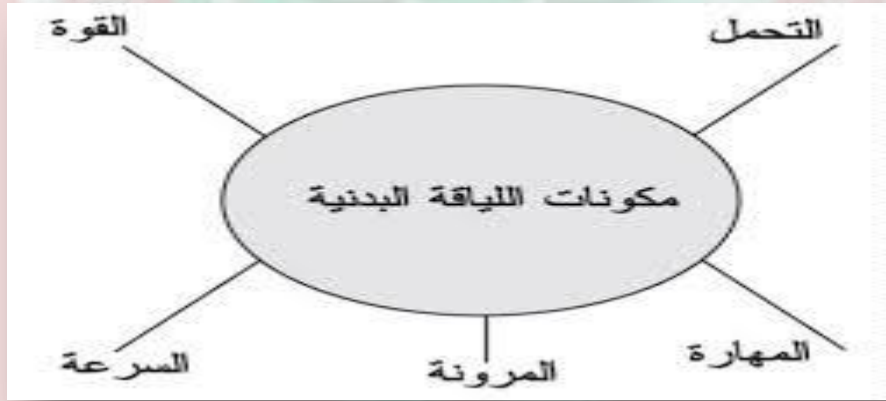 التحمل
القوة
مكونات اللياقة البدنية
المهارة
المرونة
السرعة